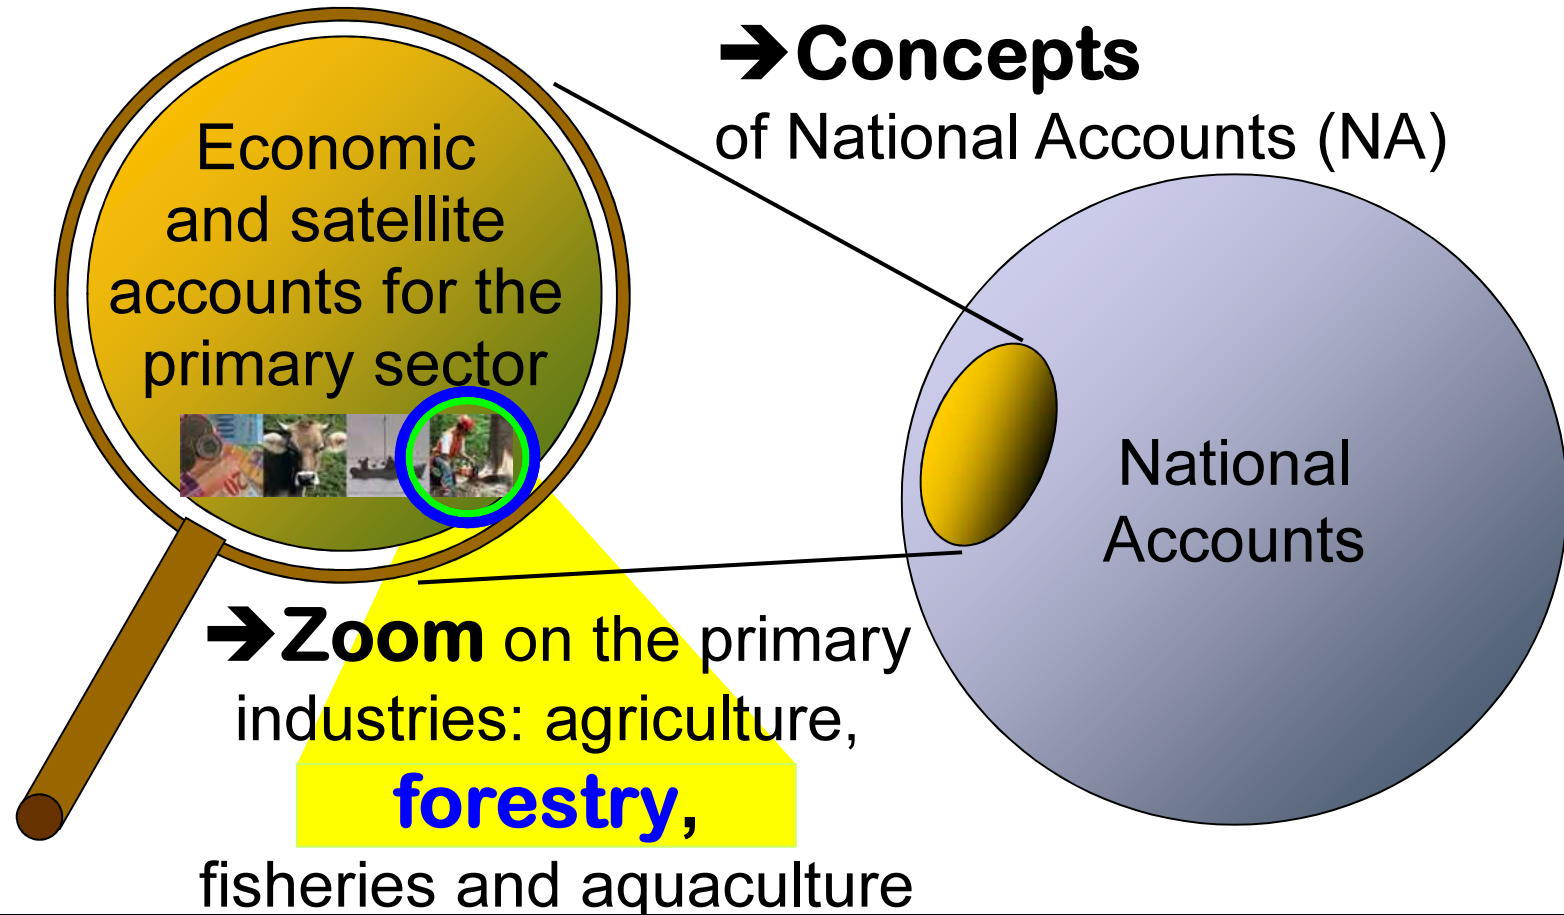 ➔Concepts
of National Accounts (NA)
Economic
and satellite
accounts for the
primary sector
National
Accounts
➔Zoom on the primary
industries: agriculture,
forestry,
fisheries and aquaculture